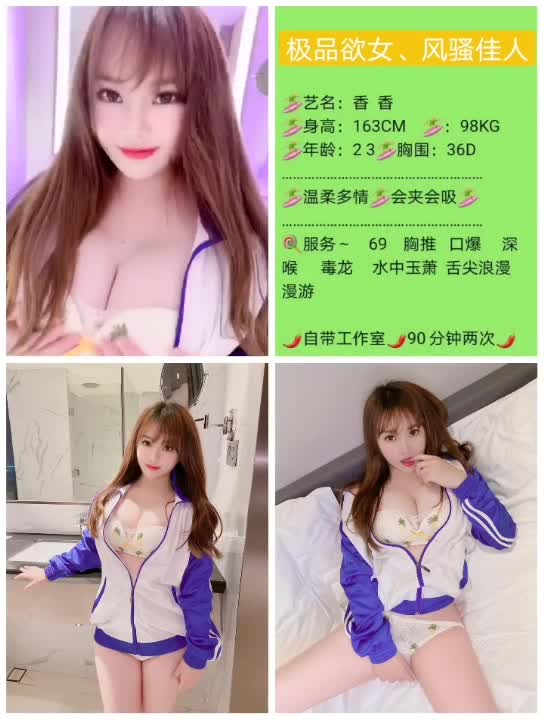 极品欲女、风骚佳人
艺名：香 香
身高：163CM ：98KG
年龄：2 3 胸围：36D
................................................
温柔多情 会夹会吸
................................................
服务~ 69 胸推 口爆 深
喉 毒龙 水中玉萧 舌尖浪漫
漫游
自带工作室 90分钟两次